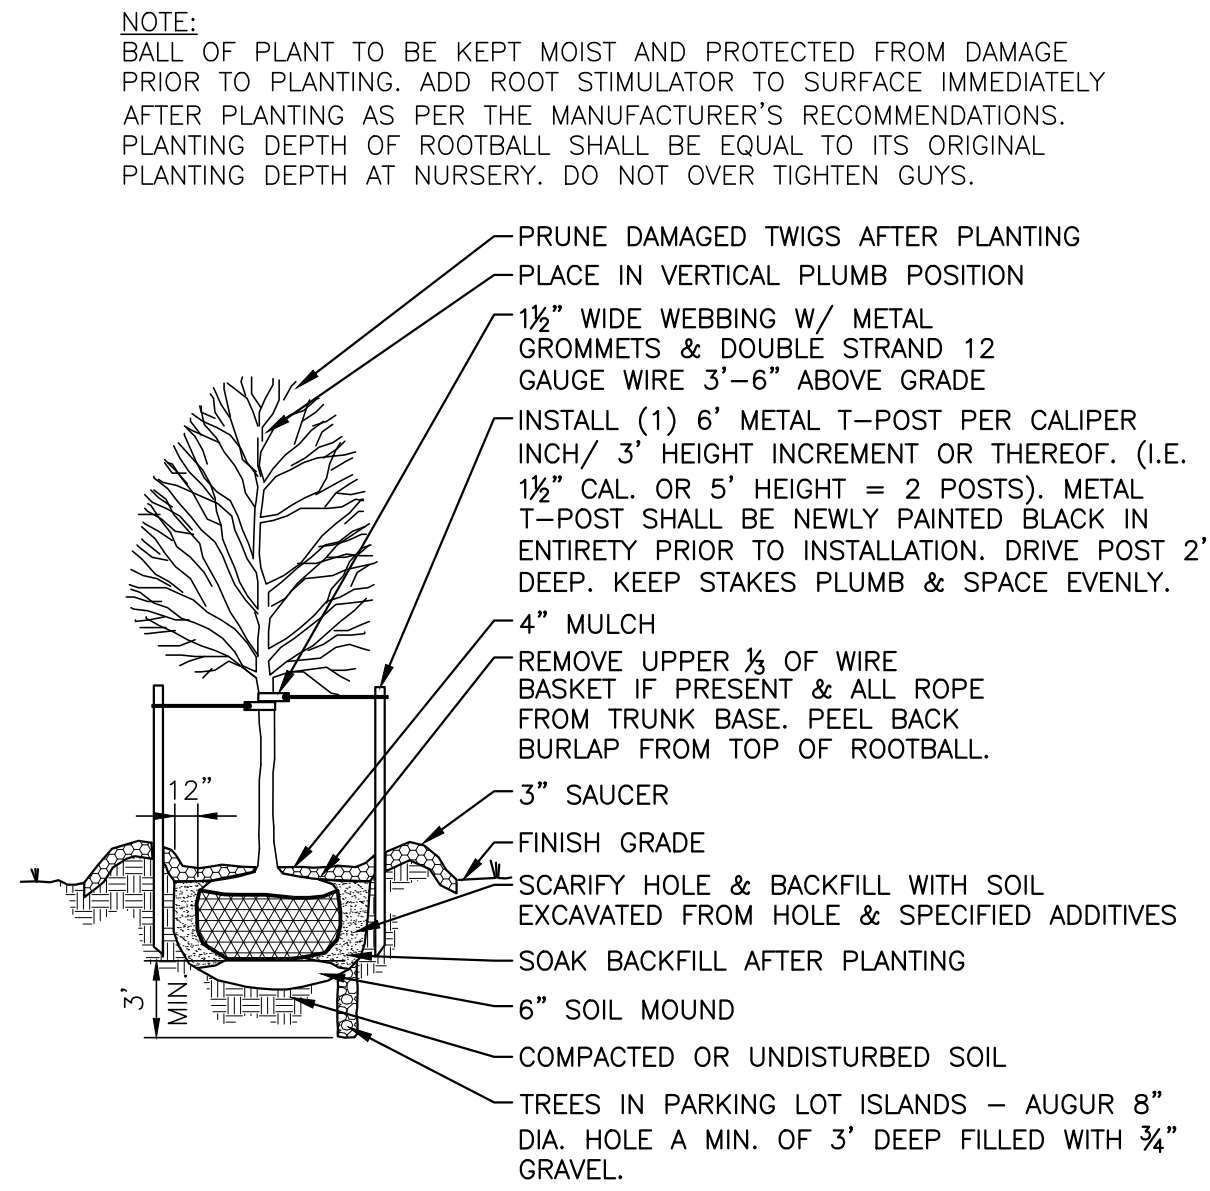 NOTE:
BALL OF PLANT TO BE KEPT MOIST AND PROTECTED FROM DAMAGE
PRIOR TO PLANTING. ADD ROOT STIMULATOR TO SURFACE IMMEDIATELY
AFTER PLANTING AS PER THE MANUFACTURER'S RECOMMENDATIONS.
PLANTING DEPTH OF ROOTBALL SHALL BE EQUAL TO ITS ORIGINAL
PLANTING DEPTH AT NURSERY. DO NOT OVER TIGHTEN GUYS.
PRUNE DAMAGED TWIGS AFTER PLANTING
PLACE IN VERTICAL PLUMB POSITION
1½" WIDE WEBBING W/ METAL
GROMMETS & DOUBLE STRAND 12
GAUGE WIRE 3'-6" ABOVE GRADE
INSTALL (1) 6' METAL T-POST PER CALIPER
INCH/ 3' HEIGHT INCREMENT OR THEREOF. (I.E.
1½" CAL. OR 5' HEIGHT = 2 POSTS). METAL
T-POST SHALL BE NEWLY PAINTED BLACK IN
ENTIRETY PRIOR TO INSTALLATION. DRIVE POST 2'
DEEP. KEEP STAKES PLUMB & SPACE EVENLY.
4" MULCH
REMOVE UPPER ⅓ OF WIRE
BASKET IF PRESENT & ALL ROPE
FROM TRUNK BASE. PEEL BACK
BURLAP FROM TOP OF ROOTBALL.
12"
3" SAUCER
FINISH GRADE
SCARIFY HOLE & BACKFILL WITH SOIL
EXCAVATED FROM HOLE & SPECIFIED ADDITIVES
SOAK BACKFILL AFTER PLANTING
3'
MIN.
6" SOIL MOUND
COMPACTED OR UNDISTURBED SOIL
TREES IN PARKING LOT ISLANDS - AUGUR 8"
DIA. HOLE A MIN. OF 3' DEEP FILLED WITH ¾"
GRAVEL.